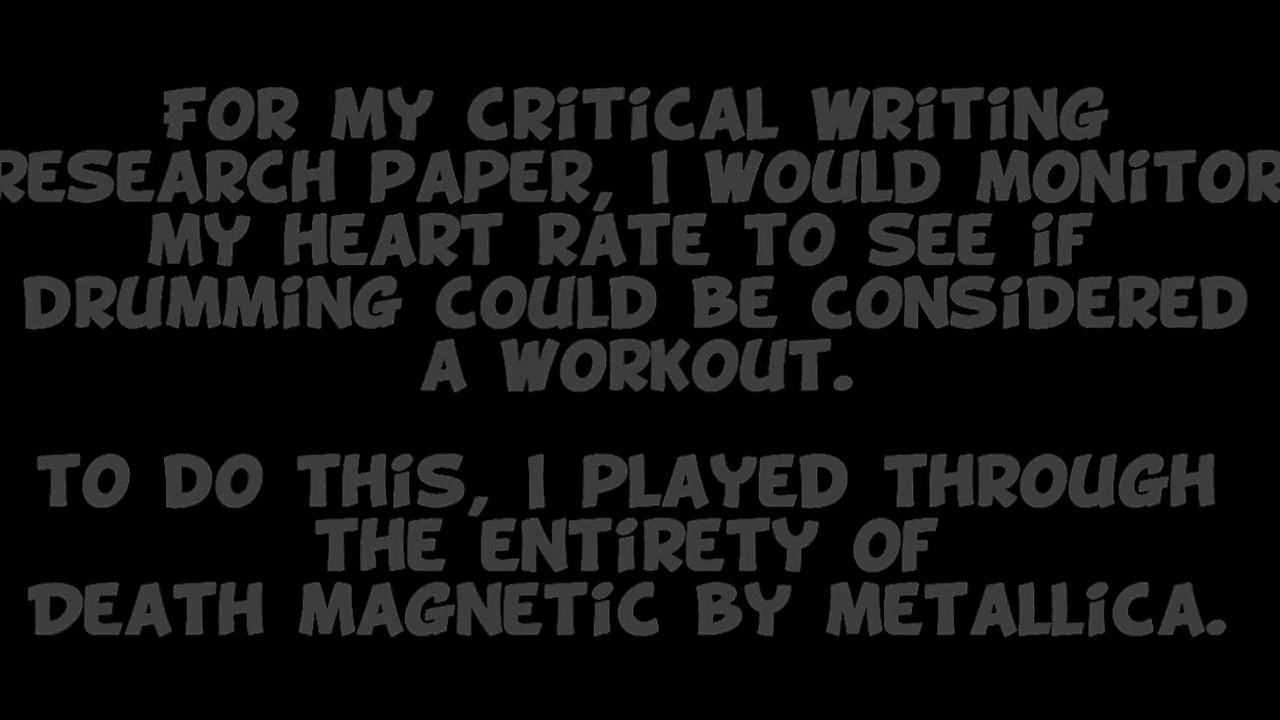 FOR MY CRiTiCAL WRiTiNG
RESEARCH PAPER, I WOULD MONiTOR
MY HEART RATE TO SEE iF
DRUMMiNG COULD BE CONSiDERED
A WORKOUT.
TO DO THiS, I PLAYED THROUGH
THE ENTiRETY OF
DEATH MAGNETiC BY METALLiCA.